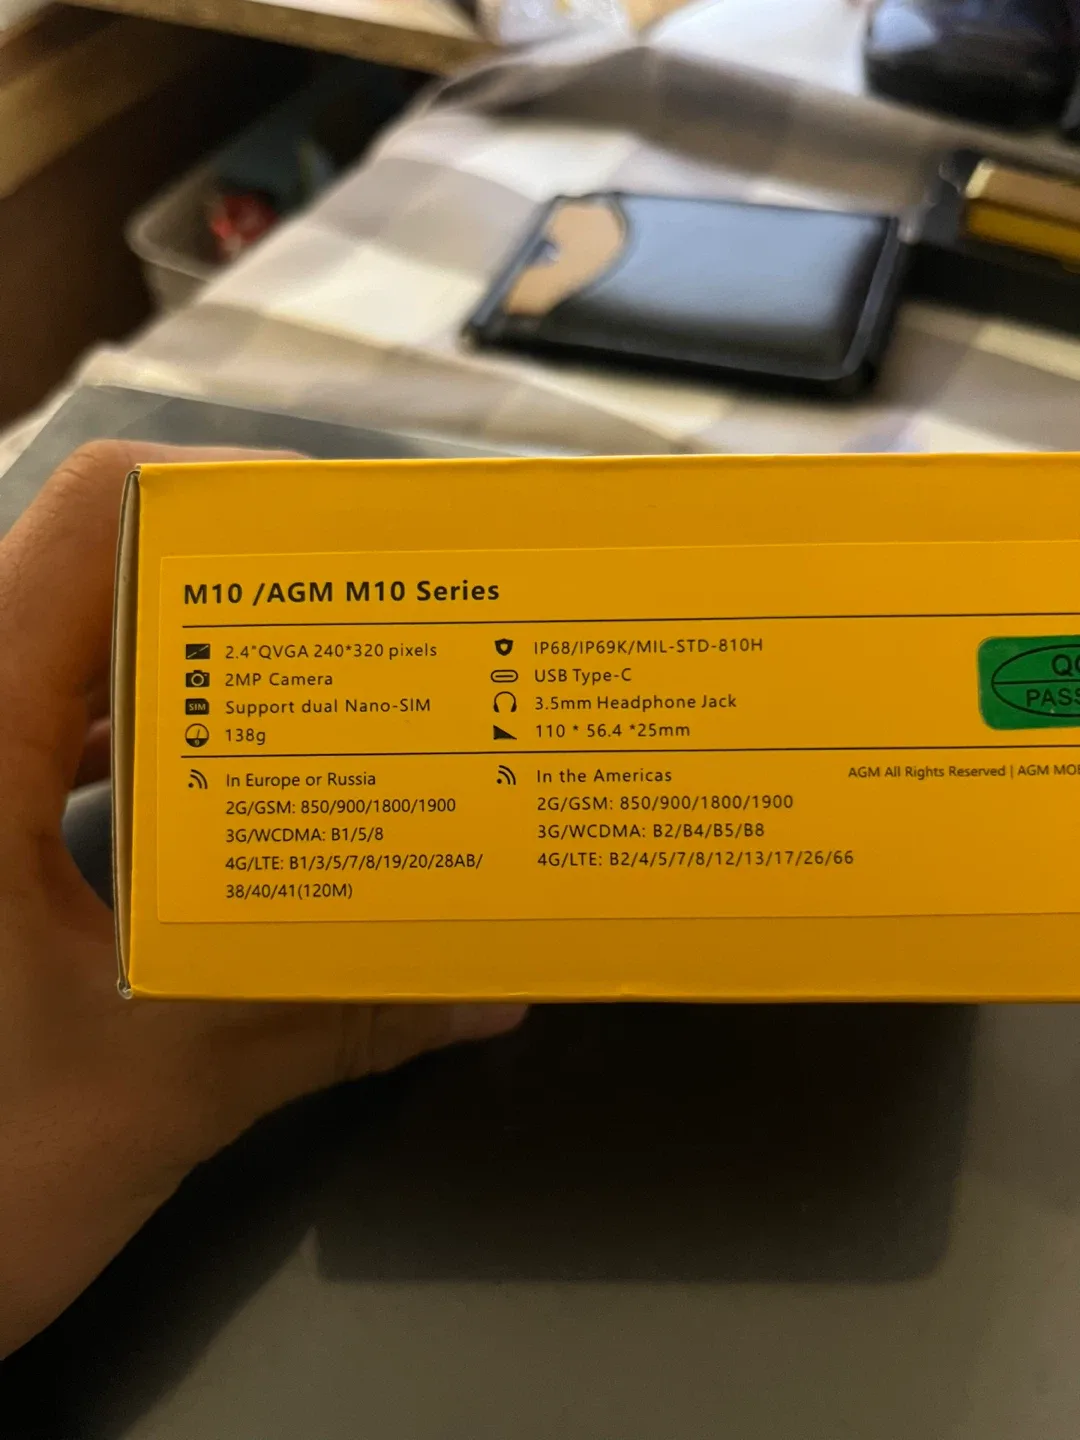 M10 /AGM M10 Series
2.4"QVGA 240*320 pixels
2MP Camera
SIM Support dual Nano-SIM
138g
IP68/IP69K/MIL-STD-810H
USB Type-C
3.5mm Headphone Jack
110 * 56.4 *25mm
In Europe or Russia
2G/GSM: 850/900/1800/1900
3G/WCDMA: B1/5/8
4G/LTE: B1/3/5/7/8/19/20/28AB/
38/40/41(120M)
In the Americas
2G/GSM: 850/900/1800/1900
3G/WCDMA: B2/B4/B5/B8
4G/LTE: B2/4/5/7/8/12/13/17/26/66
AGM All Rights Reserved | AGM
PASS